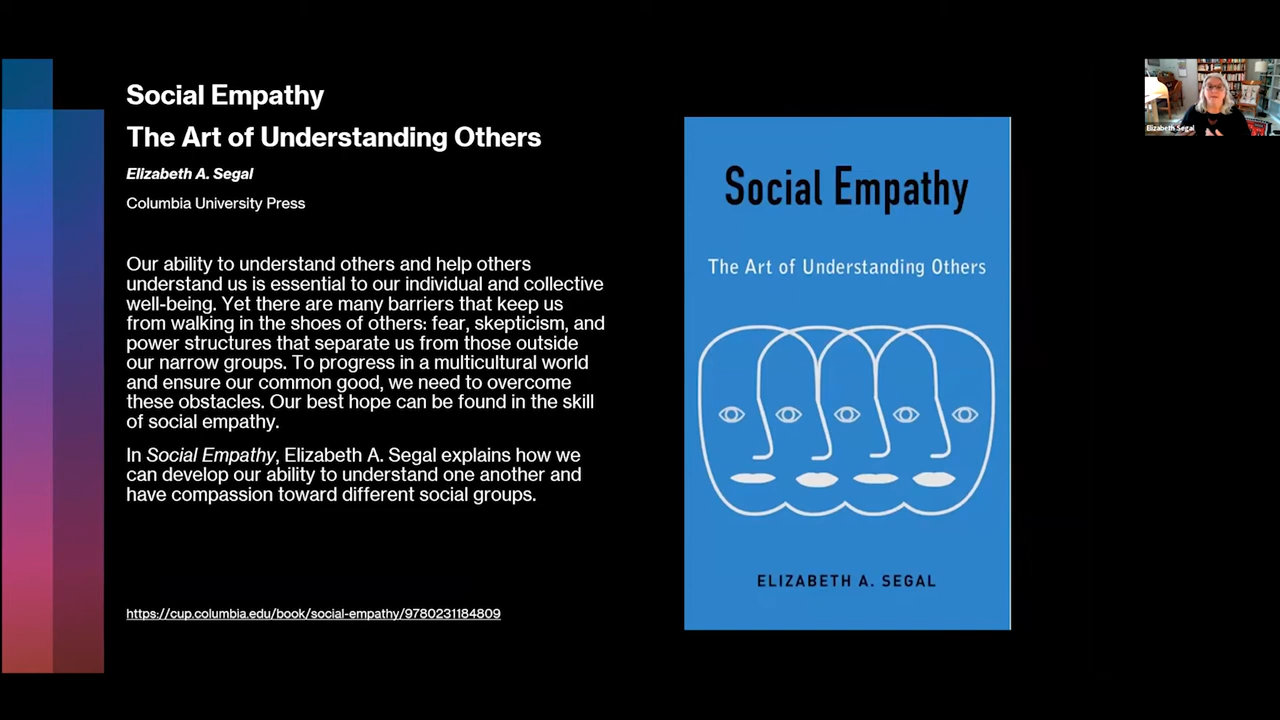 Social Empathy
The Art of Understanding Others
Elizabeth A. Segal
Columbia University Press
Our ability to understand others and help others
understand us is essential to our individual and collective
well-being. Yet there are many barriers that keep us
from walking in the shoes of others: fear, skepticism, and
power structures that separate us from those outside
our narrow groups. To progress in a multicultural world
and ensure our common good, we need to overcome
these obstacles. Our best hope can be found in the skill
of social empathy.
In Social Empathy, Elizabeth A. Segal explains how we
can develop our ability to understand one another and
have compassion toward different social groups.
https://cup.columbia.edu/book/social-empathy/9780231184809
Social Empathy
The Art of Understanding Others
ELIZABETH A. SEGAL
Elizabeth Segal